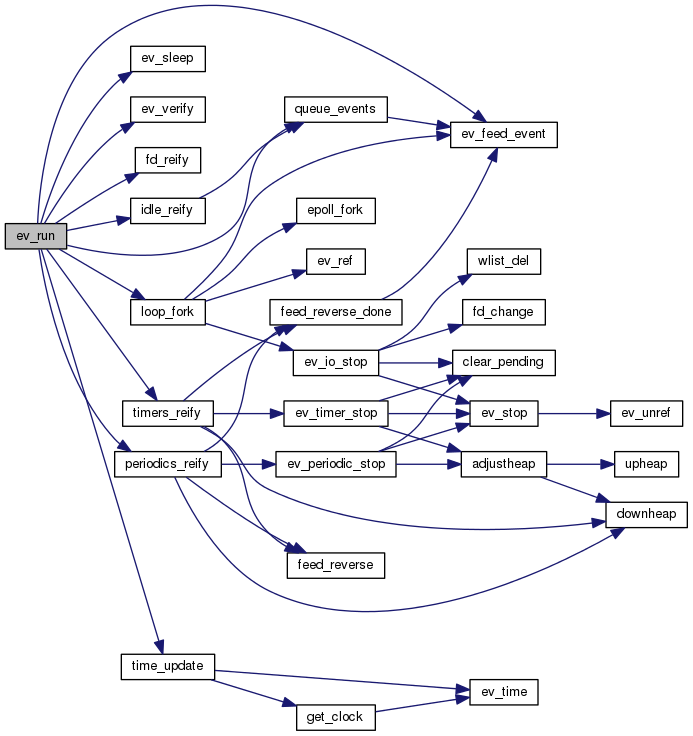 ev_run
ev_sleep
ev_verify
fd_reify
idle_reify
loop_fork
timers_reify
periodics_reify
time_update
queue_events
epoll_fork
ev_ref
feed_reverse_done
ev_io_stop
ev_timer_stop
ev_periodic_stop
feed_reverse
get_clock
ev_feed_event
wlist_del
fd_change
clear_pending
ev_stop
adjustheap
ev_time
ev_unref
upheap
downheap